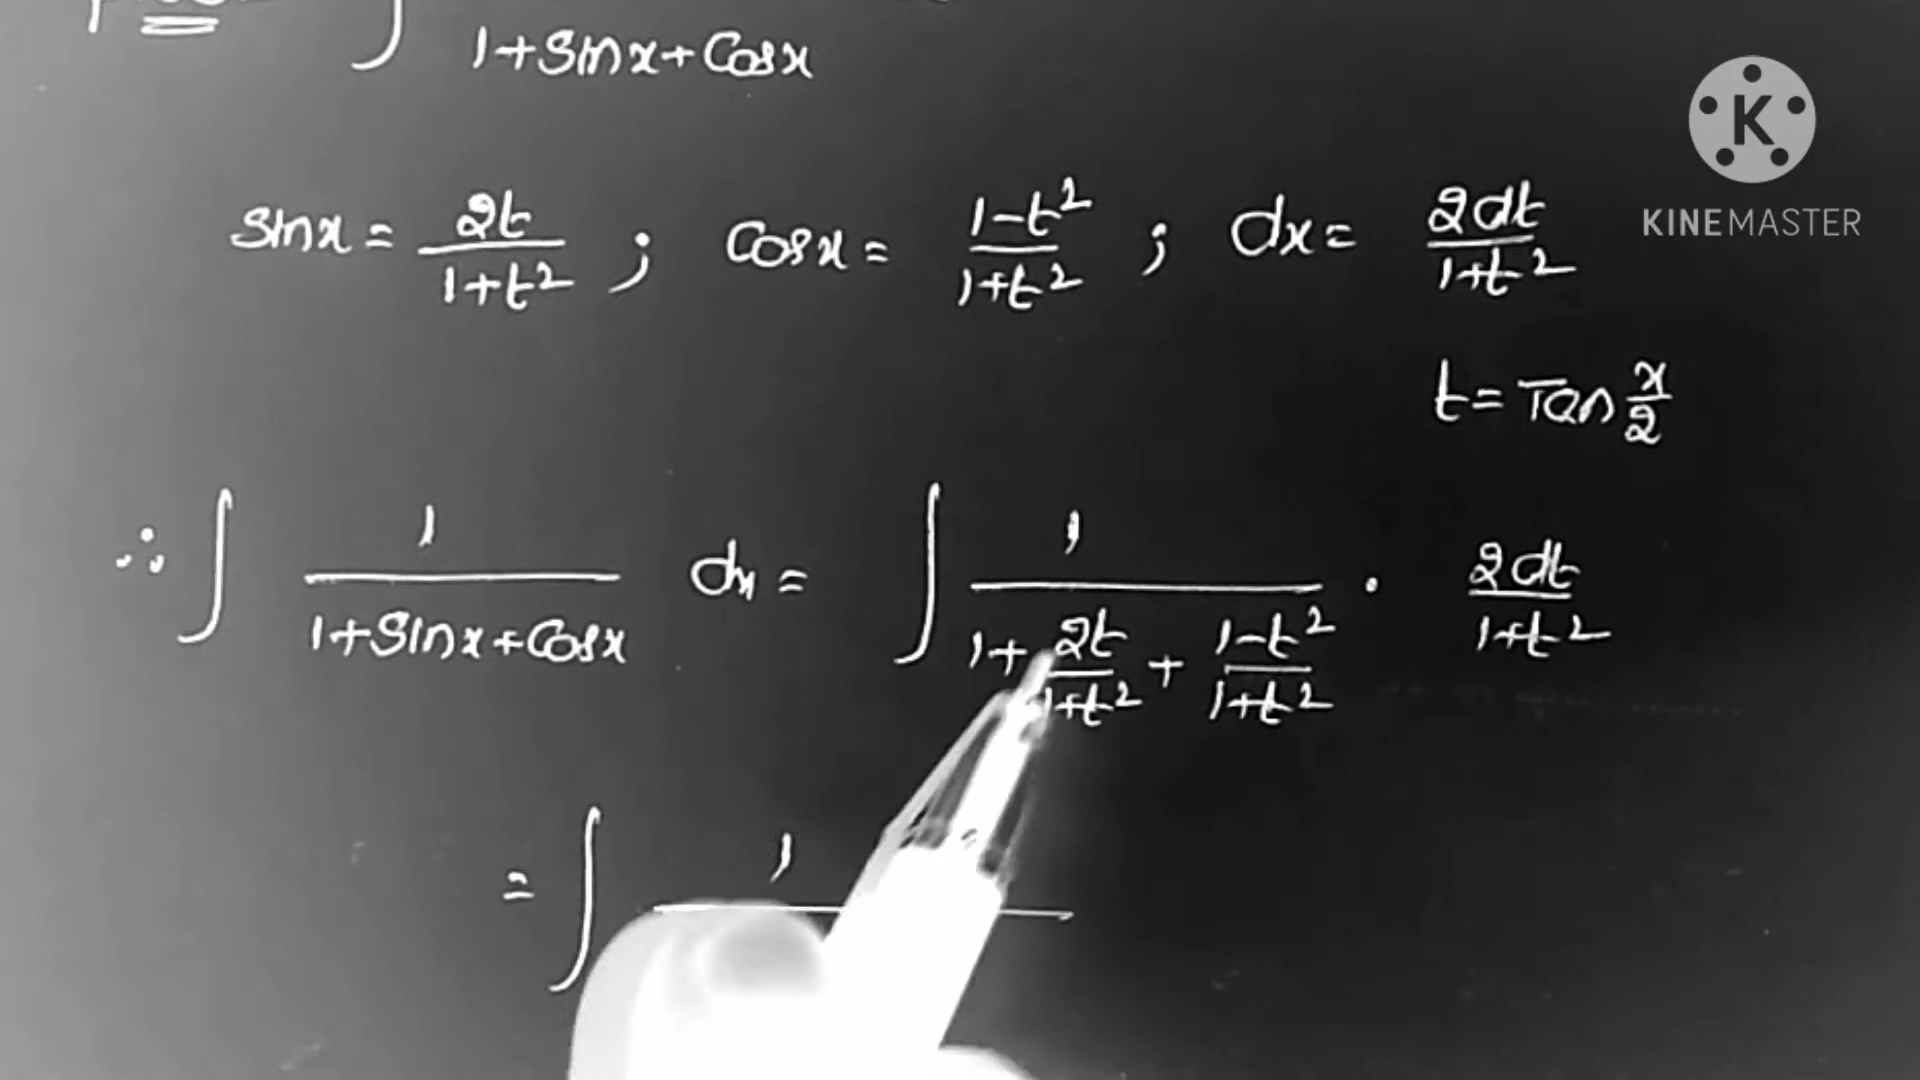 ∫
1+sinx+cosx
K
KINEMASTER
sinx = 2t/(1+t²) ; cosx = (1-t²)/(1+t²) ; dx = 2dt/(1+t²)
t = Tan x/2
∴ ∫ 1/(1+sinx+cosx) dx = ∫ 1/(1 + 2t/(1+t²) + (1-t²)/(1+t²)) · 2dt/(1+t²)
= ∫ 1